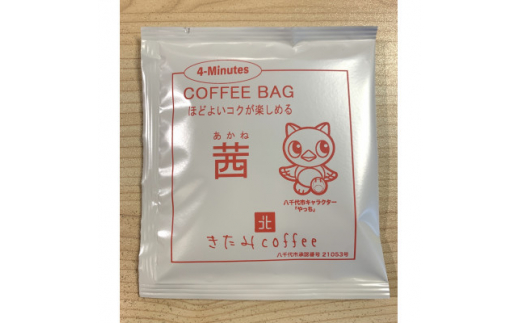 4-Minutes
COFFEE BAG
ほどよいコクが楽しめる
あかね
茜
八千代市キャラクター
「やっち」
北
きたみcoffee
八千代市承認番号 21053号